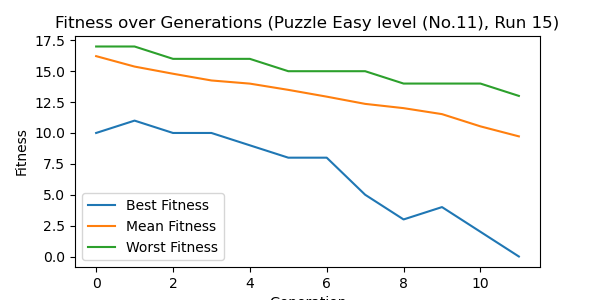 Fitness over Generations (Puzzle Easy level (No.11), Run 15)
17.5
15.0
12.5
10.0
7.5
5.0
2.5
0.0
Fitness
Best Fitness
Mean Fitness
Worst Fitness
0 2 4 6 8 10
Generation